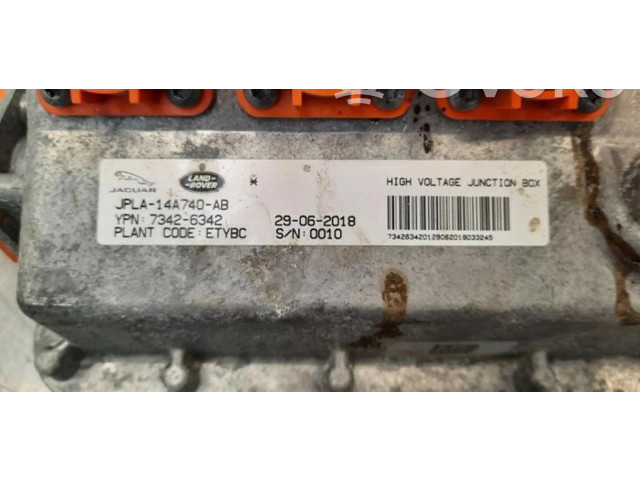 JAGUAR
LAND-
ROVER
HIGH VOLTAGE JUNCTION BOX
JPLA-14A740-AB
YPN: 7342-6342
29-06-2018
PLANT CODE: ETYBC
S/N:0010
734263420129062018033245